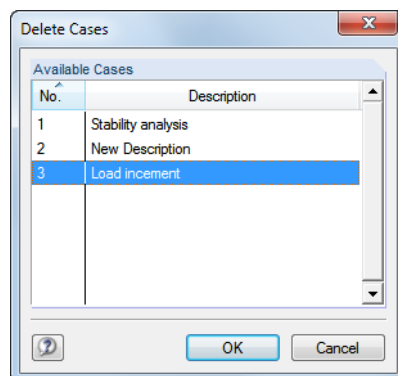 Delete Cases
Available Cases
No. Description
1 Stability analysis
2 New Description
3 Load incement
OK Cancel